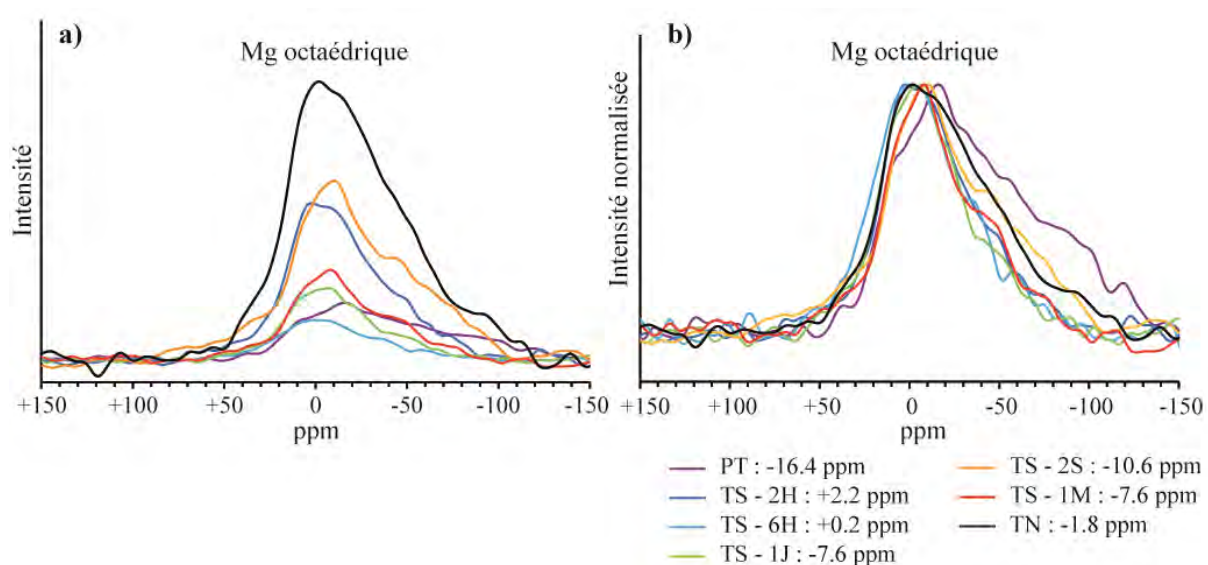 a)
Mg octaédrique
Intensité
+150 +100 +50 0 -50 -100 -150
ppm
b)
Mg octaédrique
Intensité normalisée
+150 +100 +50 0 -50 -100 -150
ppm
PT : -16.4 ppm
TS - 2H : +2.2 ppm
TS - 6H : +0.2 ppm
TS - 1J : -7.6 ppm
TS - 2S : -10.6 ppm
TS - 1M : -7.6 ppm
TN : -1.8 ppm